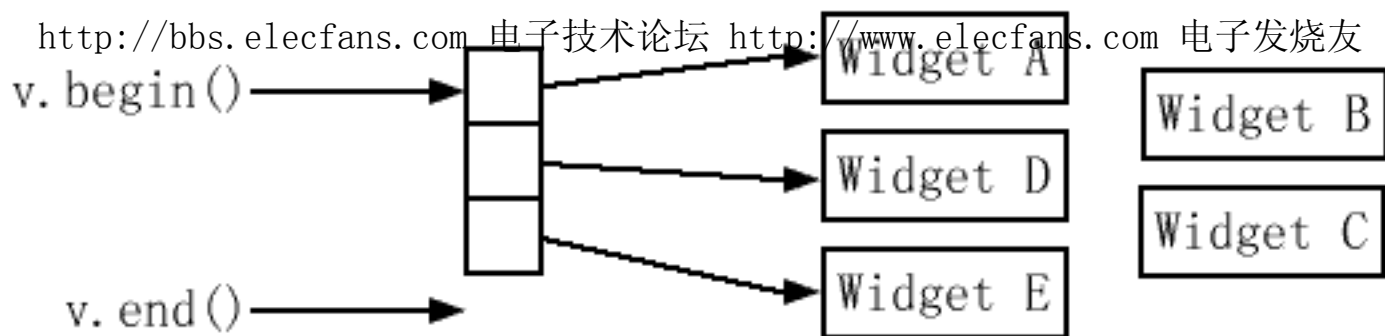 http://bbs.elecfans.com 电子技术论坛 http://www.elecfans.com 电子发烧友
v.begin()
Widget A
Widget B
Widget D
Widget C
Widget E
v.end()